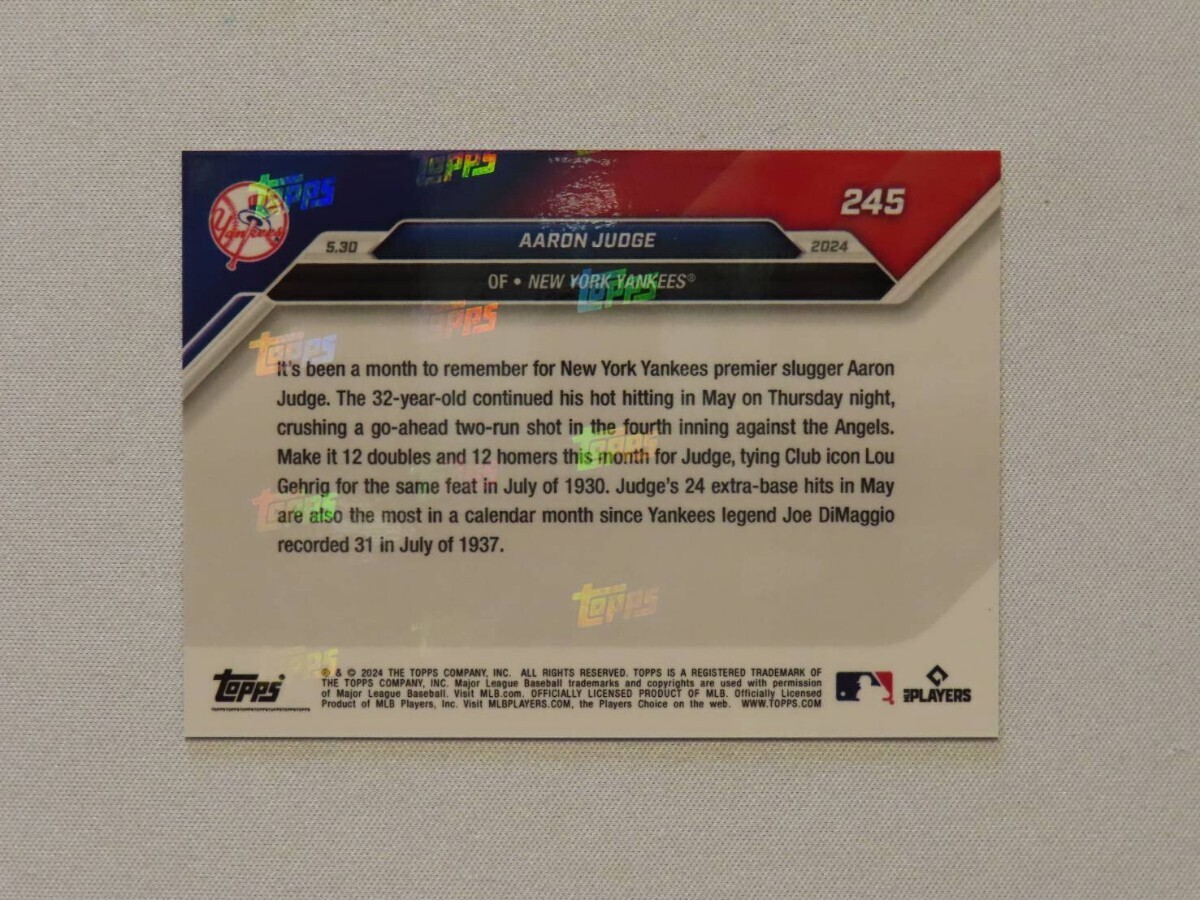 Yankees
245
5.30
AARON JUDGE
2024
OF • NEW YORK YANKEES®
It's been a month to remember for New York Yankees premier slugger Aaron
Judge. The 32-year-old continued his hot hitting in May on Thursday night,
crushing a go-ahead two-run shot in the fourth inning against the Angels.
Make it 12 doubles and 12 homers this month for Judge, tying Club icon Lou
Gehrig for the same feat in July of 1930. Judge's 24 extra-base hits in May
are also the most in a calendar month since Yankees legend Joe DiMaggio
recorded 31 in July of 1937.
TOPPS
® & © 2024 THE TOPPS COMPANY, INC. ALL RIGHTS RESERVED. TOPPS IS A REGISTERED TRADEMARK OF
THE TOPPS COMPANY, INC. Major League Baseball trademarks and copyrights are used with permission
of Major League Baseball. Visit MLB.com. OFFICIALLY LICENSED PRODUCT OF MLB. Officially Licensed
Product of MLB Players, Inc. Visit MLBPLAYERS.COM, the Players Choice on the web. WWW.TOPPS.COM
MLB PLAYERS